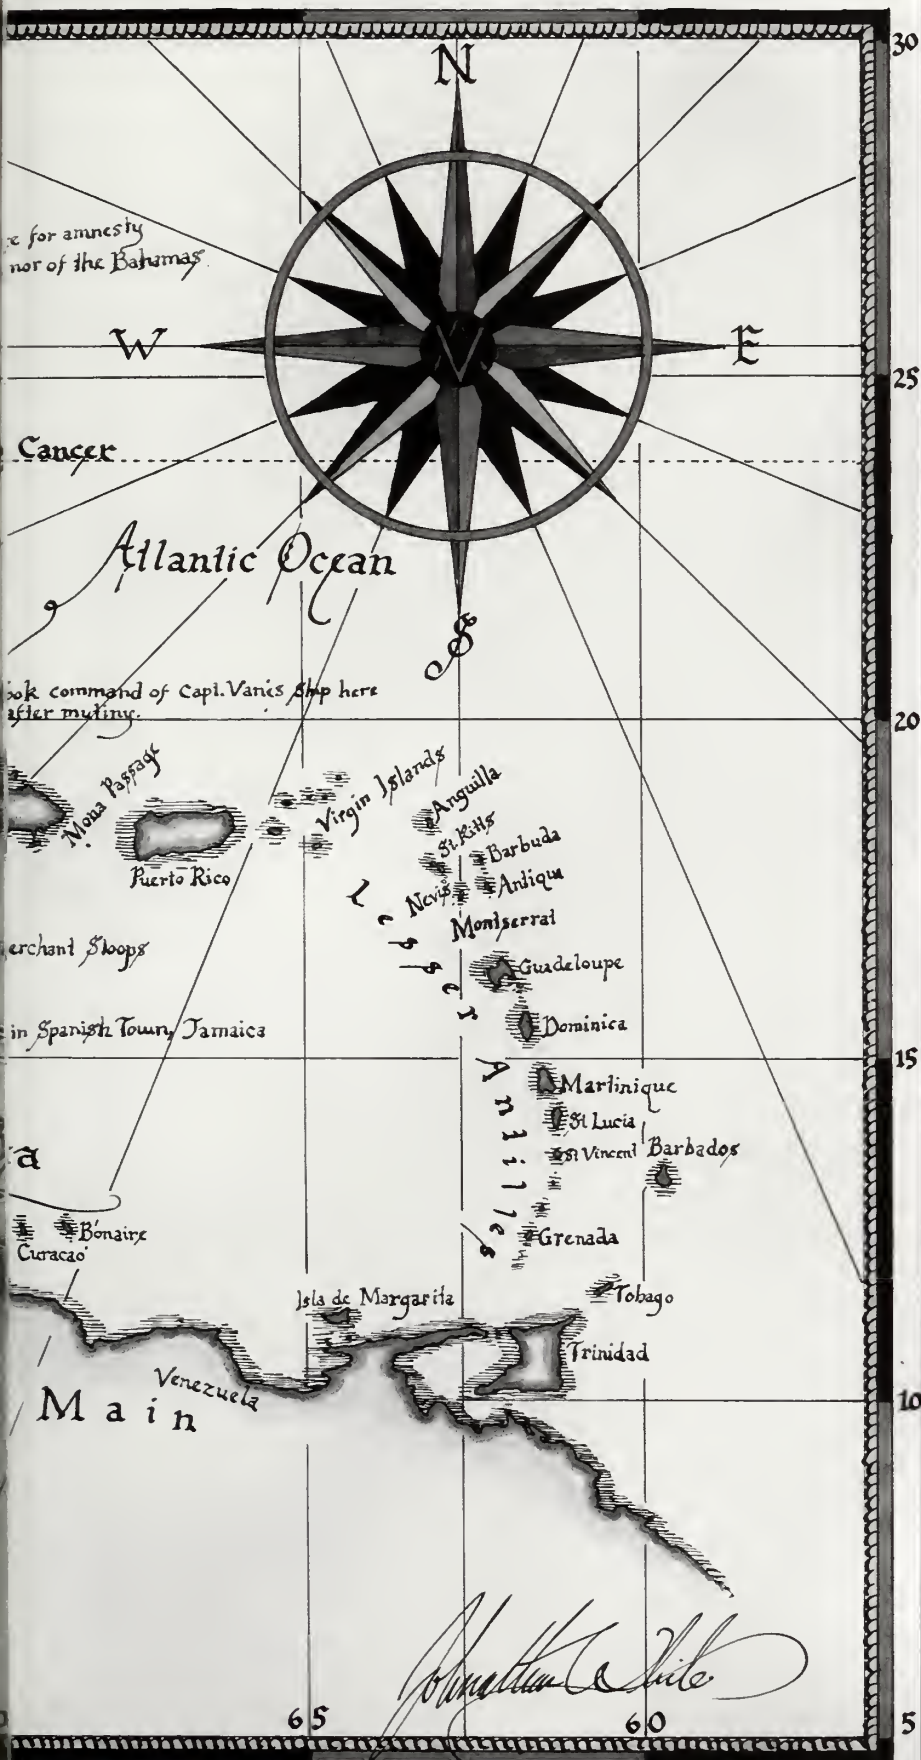 30
N
for amnesty
nor of the Bahamas
W
E
25
Cancer
Atlantic Ocean
S
ook command of Capt. Vane's Ship here
after mutiny.
20
Mona Passage
Virgin Islands
Anguilla
St. Kitts
Barbuda
Puerto Rico
Nevis
Antiqua
Montserrat
Lesser Antilles
erchant Sloops
Guadeloupe
in Spanish Town, Jamaica
Dominica
15
Martinique
St Lucia
a
St Vincent
Barbados
Bonaire
Curacao
Grenada
Isla de Margarita
Tobago
Trinidad
Venezuela
Main
10
65
60
5